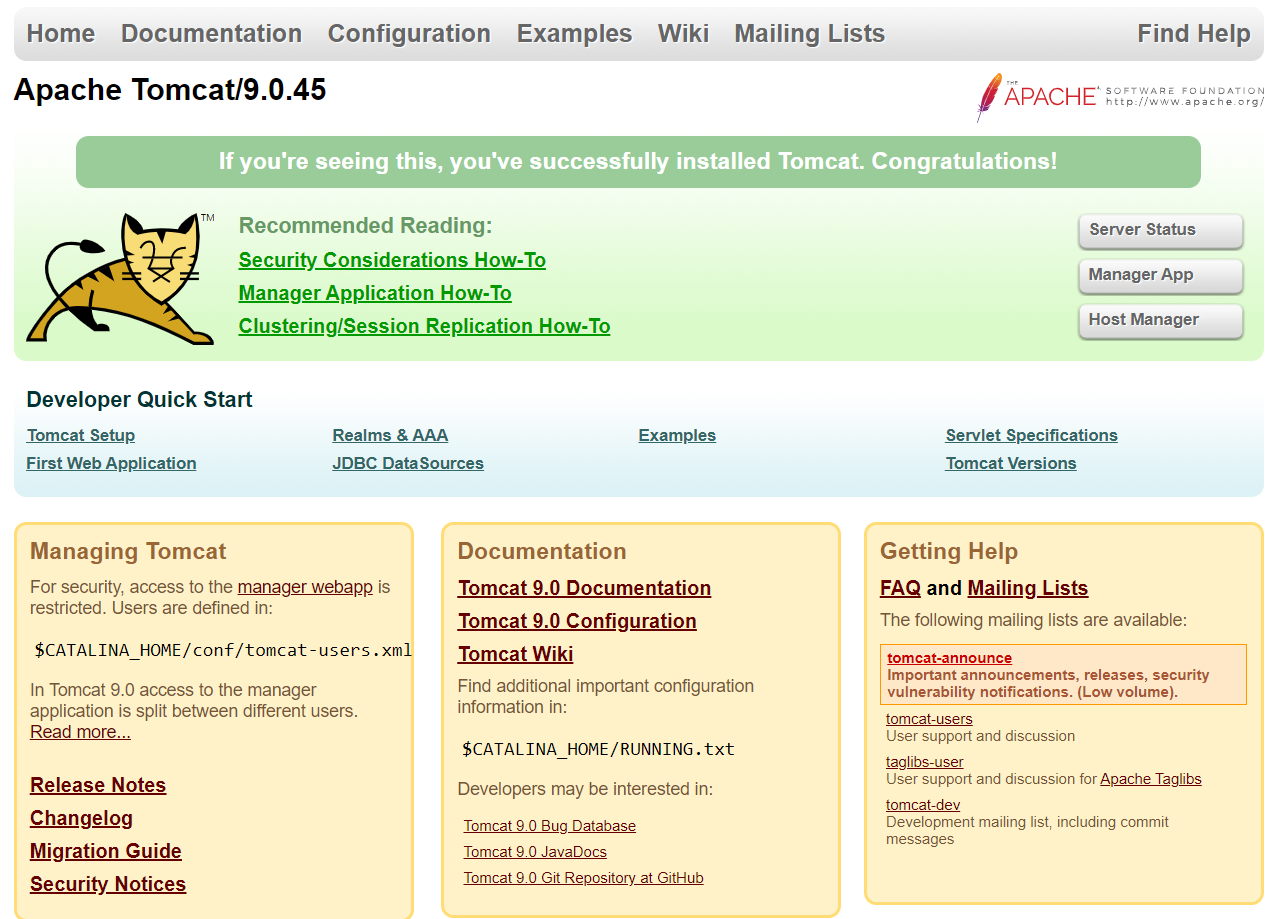 Home Documentation Configuration Examples Wiki Mailing Lists Find Help
Apache Tomcat/9.0.45
THE APACHE SOFTWARE FOUNDATION
http://www.apache.org/
If you're seeing this, you've successfully installed Tomcat. Congratulations!
TM
Recommended Reading:
Security Considerations How-To
Manager Application How-To
Clustering/Session Replication How-To
Server Status
Manager App
Host Manager
Developer Quick Start
Tomcat Setup
First Web Application
Realms & AAA
JDBC DataSources
Examples
Servlet Specifications
Tomcat Versions
Managing Tomcat
For security, access to the manager webapp is
restricted. Users are defined in:
$CATALINA_HOME/conf/tomcat-users.xml
In Tomcat 9.0 access to the manager
application is split between different users.
Read more...
Release Notes
Changelog
Migration Guide
Security Notices
Documentation
Tomcat 9.0 Documentation
Tomcat 9.0 Configuration
Tomcat Wiki
Find additional important configuration
information in:
$CATALINA_HOME/RUNNING.txt
Developers may be interested in:
Tomcat 9.0 Bug Database
Tomcat 9.0 JavaDocs
Tomcat 9.0 Git Repository at GitHub
Getting Help
FAQ and Mailing Lists
The following mailing lists are available:
tomcat-announce
Important announcements, releases, security
vulnerability notifications. (Low volume).
tomcat-users
User support and discussion
taglibs-user
User support and discussion for Apache Taglibs
tomcat-dev
Development mailing list, including commit
messages